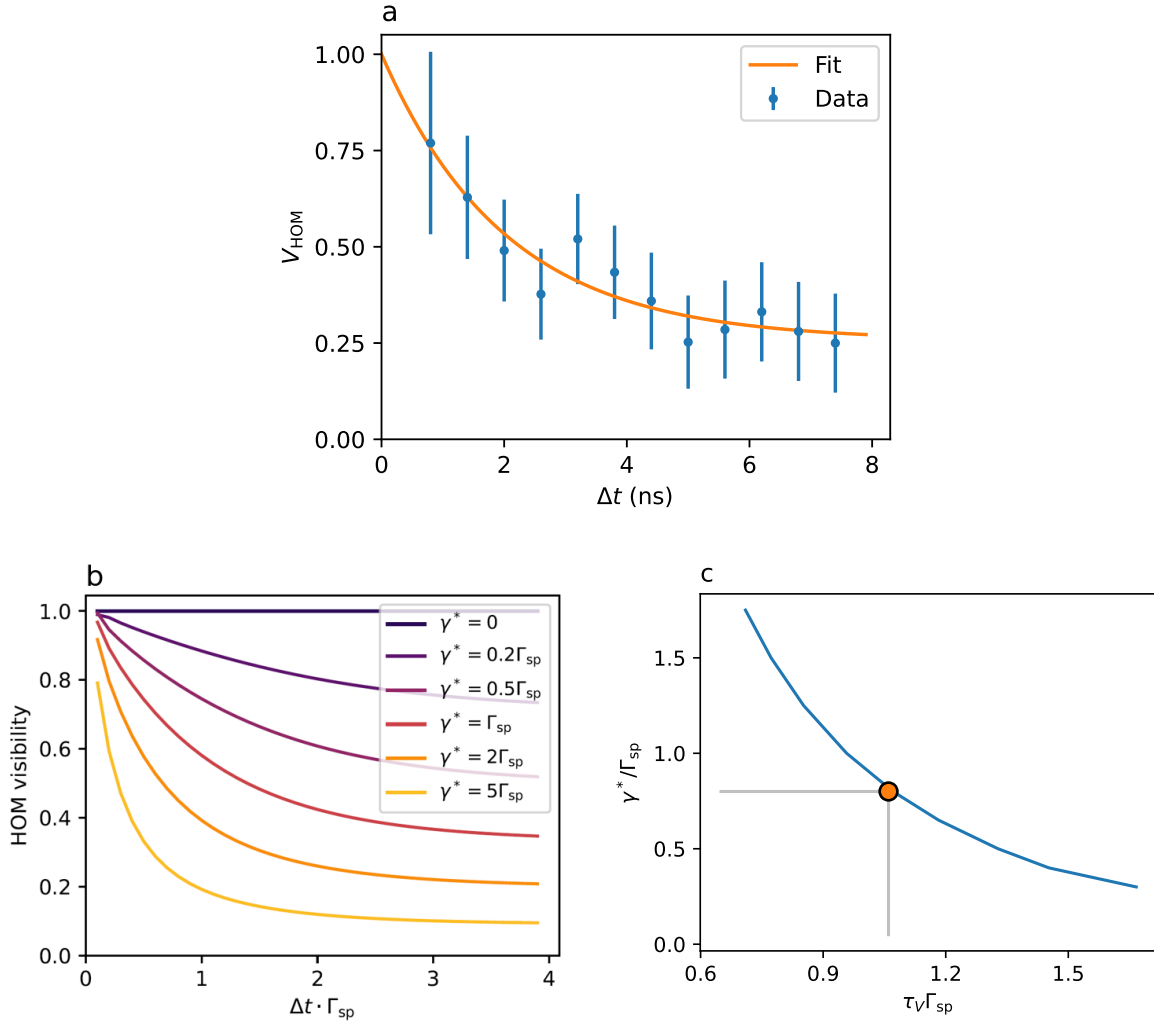 a
1.00
0.75
0.50
0.25
0.00
V_HOM
Fit
Data
0 2 4 6 8
Δt (ns)
b
1.0
0.8
0.6
0.4
0.2
0.0
HOM visibility
γ* = 0
γ* = 0.2Γ_sp
γ* = 0.5Γ_sp
γ* = Γ_sp
γ* = 2Γ_sp
γ* = 5Γ_sp
0 1 2 3 4
Δt · Γ_sp
c
1.5
1.0
0.5
0.0
γ*/Γ_sp
0.6 0.9 1.2 1.5
τ_VΓ_sp